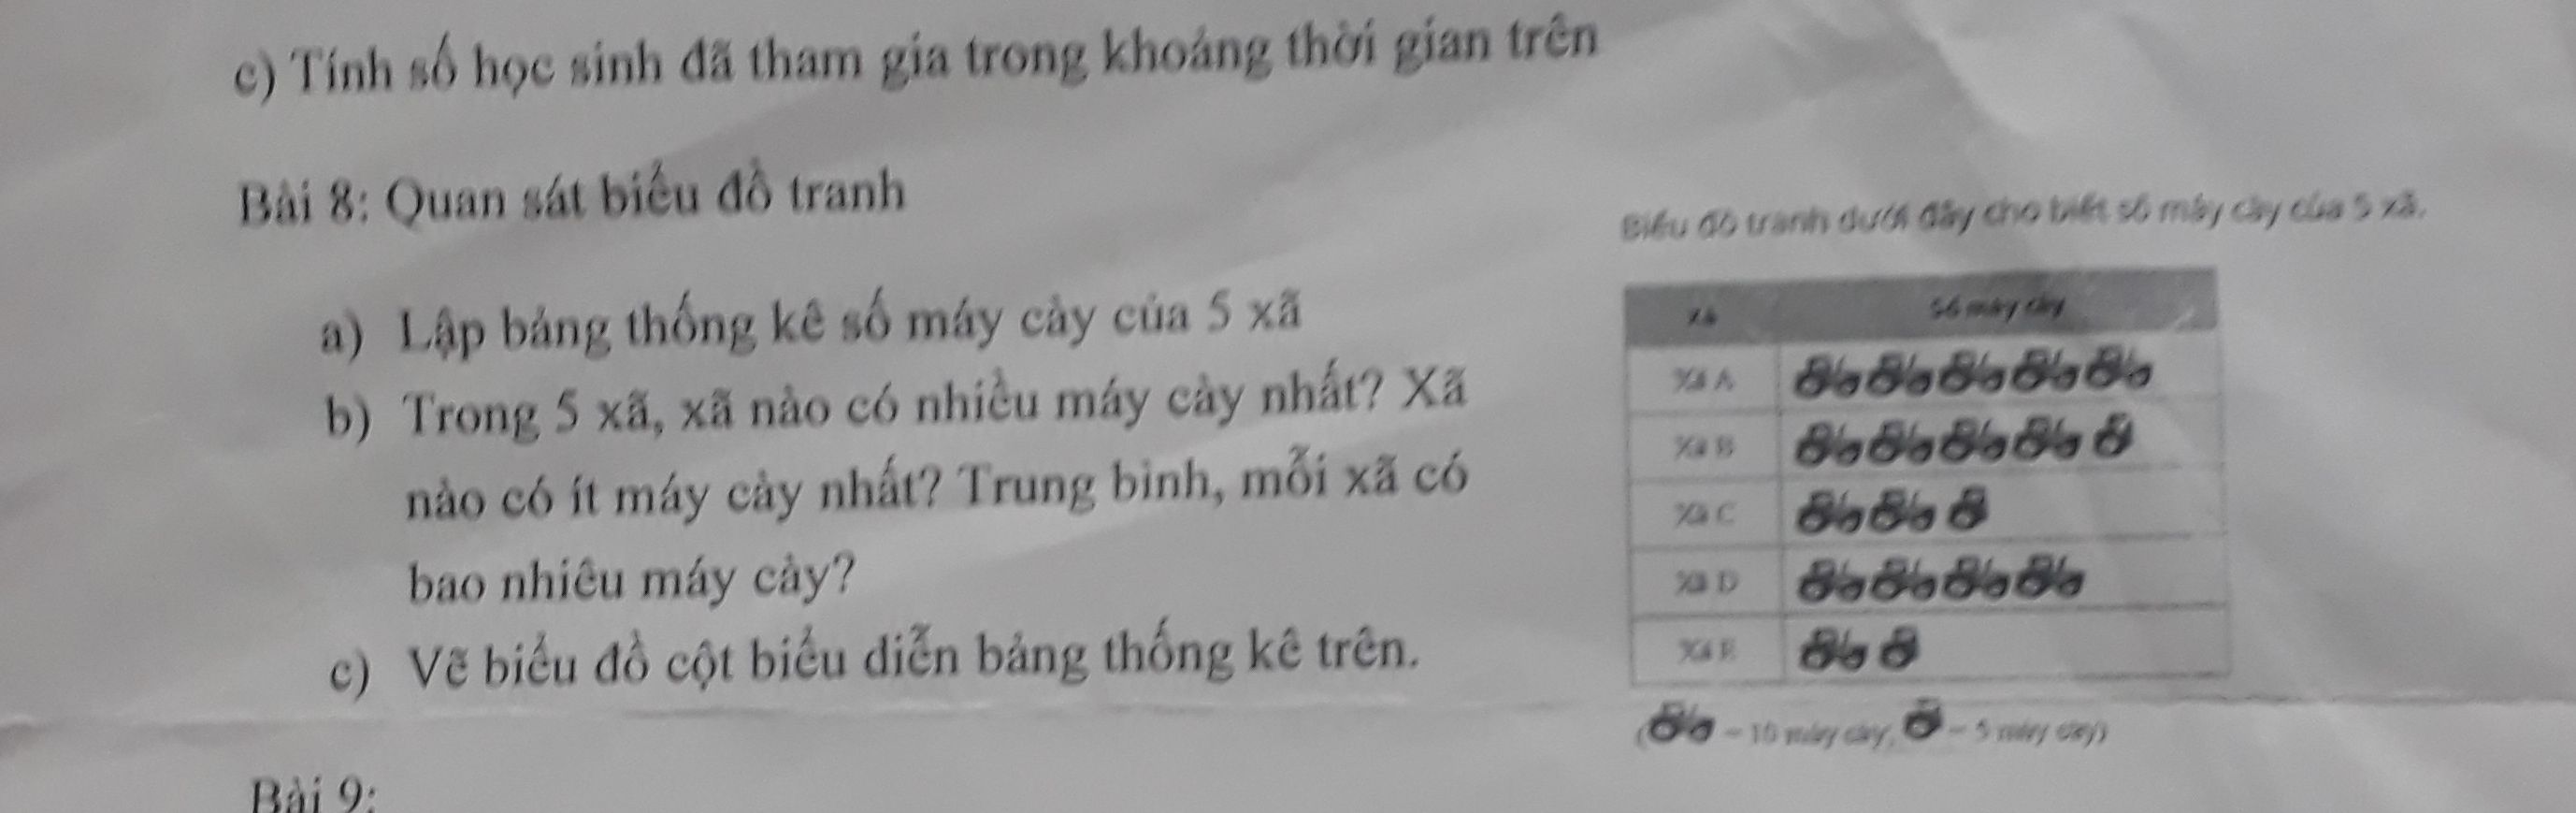 c) Tính số học sinh đã tham gia trong khoảng thời gian trên
Bài 8: Quan sát biểu đồ tranh
a) Lập bảng thống kê số máy cày của 5 xã
b) Trong 5 xã, xã nào có nhiều máy cày nhất? Xã
nào có ít máy cày nhất? Trung bình, mỗi xã có
bao nhiêu máy cày?
c) Vẽ biểu đồ cột biểu diễn bảng thống kê trên.
Biểu đồ tranh dưới đây cho biết số máy cày của 5 xã.
Xã Số máy cày
Xã A
Xã B
Xã C
Xã D
Xã E
( = 10 máy cày, = 5 máy cày)
Bài 9: